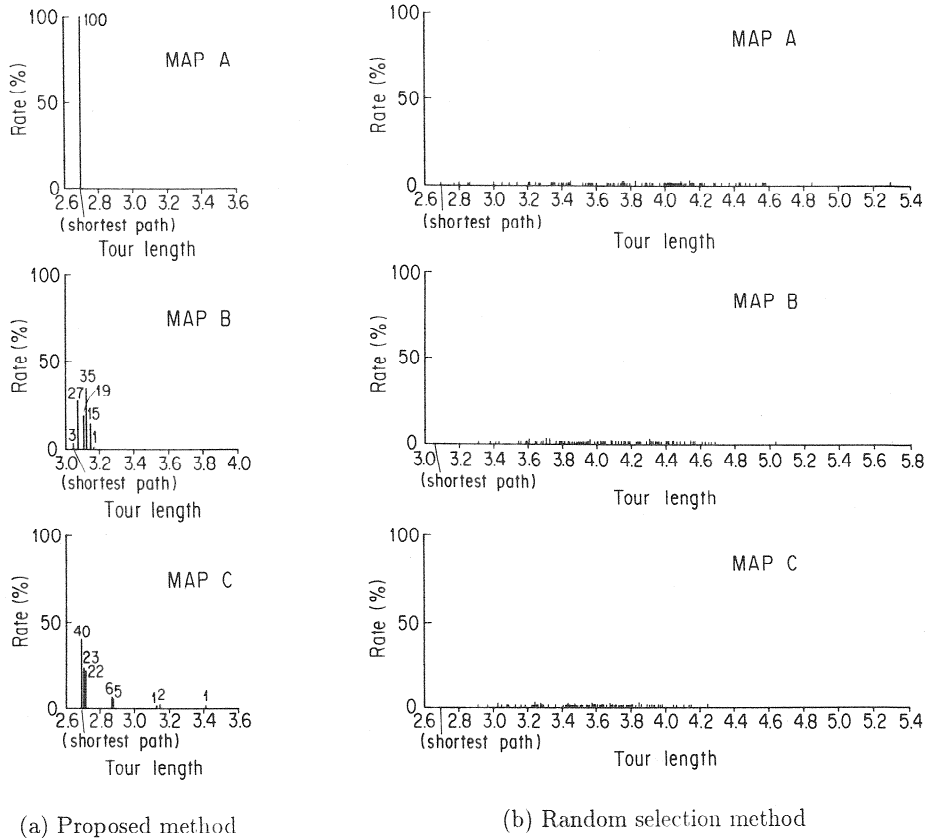 100
100
MAP A
MAP A
Rate (%)
50
Rate (%)
50
0
0
2.6 2.8 3.0 3.2 3.4 3.6
2.6 2.8 3.0 3.2 3.4 3.6 3.8 4.0 4.2 4.4 4.6 4.8 5.0 5.2 5.4
(shortest path)
(shortest path)
Tour length
Tour length
100
100
MAP B
MAP B
Rate (%)
50
Rate (%)
50
35
27
19
15
3
1
0
0
3.0 3.2 3.4 3.6 3.8 4.0
3.0 3.2 3.4 3.6 3.8 4.0 4.2 4.4 4.6 4.8 5.0 5.2 5.4 5.6 5.8
(shortest path)
(shortest path)
Tour length
Tour length
100
100
MAP C
MAP C
Rate (%)
50
Rate (%)
50
40
23
22
6 5
1 2
1
0
0
2.6 2.8 3.0 3.2 3.4 3.6
2.6 2.8 3.0 3.2 3.4 3.6 3.8 4.0 4.2 4.4 4.6 4.8 5.0 5.2 5.4
(shortest path)
(shortest path)
Tour length
Tour length
(a) Proposed method
(b) Random selection method
100